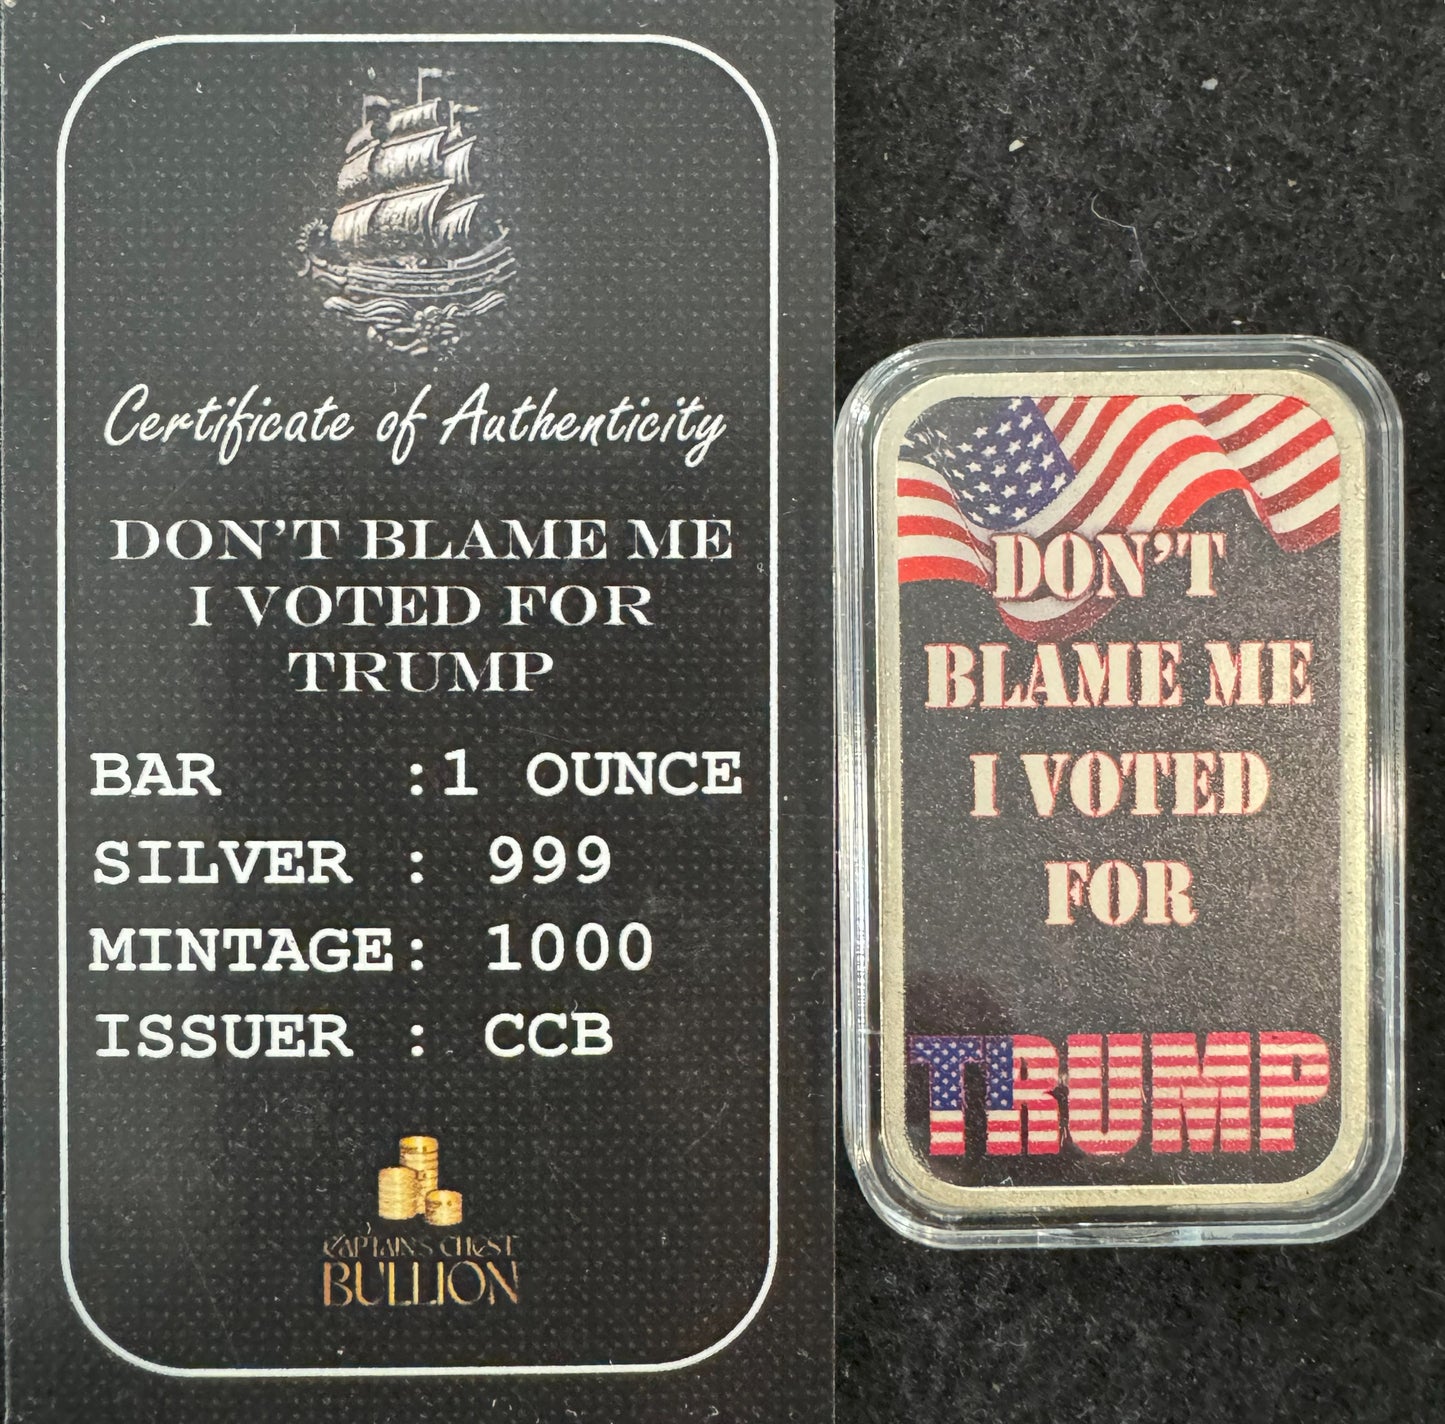 Certificate of Authenticity
DON'T BLAME ME
I VOTED FOR
TRUMP
BAR :1 OUNCE
SILVER : 999
MINTAGE: 1000
ISSUER : CCB
CAPTAIN'S CHEST
BULLION
DON'T
BLAME ME
I VOTED
FOR
TRUMP